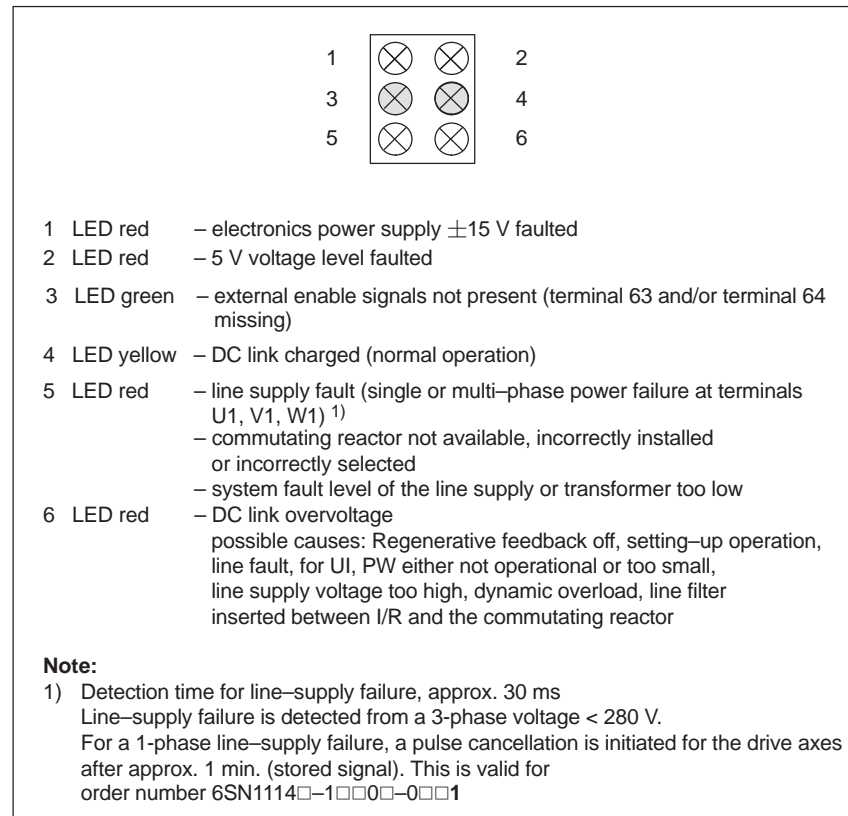 1 2
3 4
5 6
1 LED red – electronics power supply ±15 V faulted
2 LED red – 5 V voltage level faulted
3 LED green – external enable signals not present (terminal 63 and/or terminal 64
missing)
4 LED yellow – DC link charged (normal operation)
5 LED red – line supply fault (single or multi–phase power failure at terminals
U1, V1, W1) 1)
– commutating reactor not available, incorrectly installed
or incorrectly selected
– system fault level of the line supply or transformer too low
6 LED red – DC link overvoltage
possible causes: Regenerative feedback off, setting–up operation,
line fault, for UI, PW either not operational or too small,
line supply voltage too high, dynamic overload, line filter
inserted between I/R and the commutating reactor
Note:
1) Detection time for line–supply failure, approx. 30 ms
Line–supply failure is detected from a 3-phase voltage < 280 V.
For a 1-phase line–supply failure, a pulse cancellation is initiated for the drive axes
after approx. 1 min. (stored signal). This is valid for
order number 6SN1114□–1□□0□–0□□1